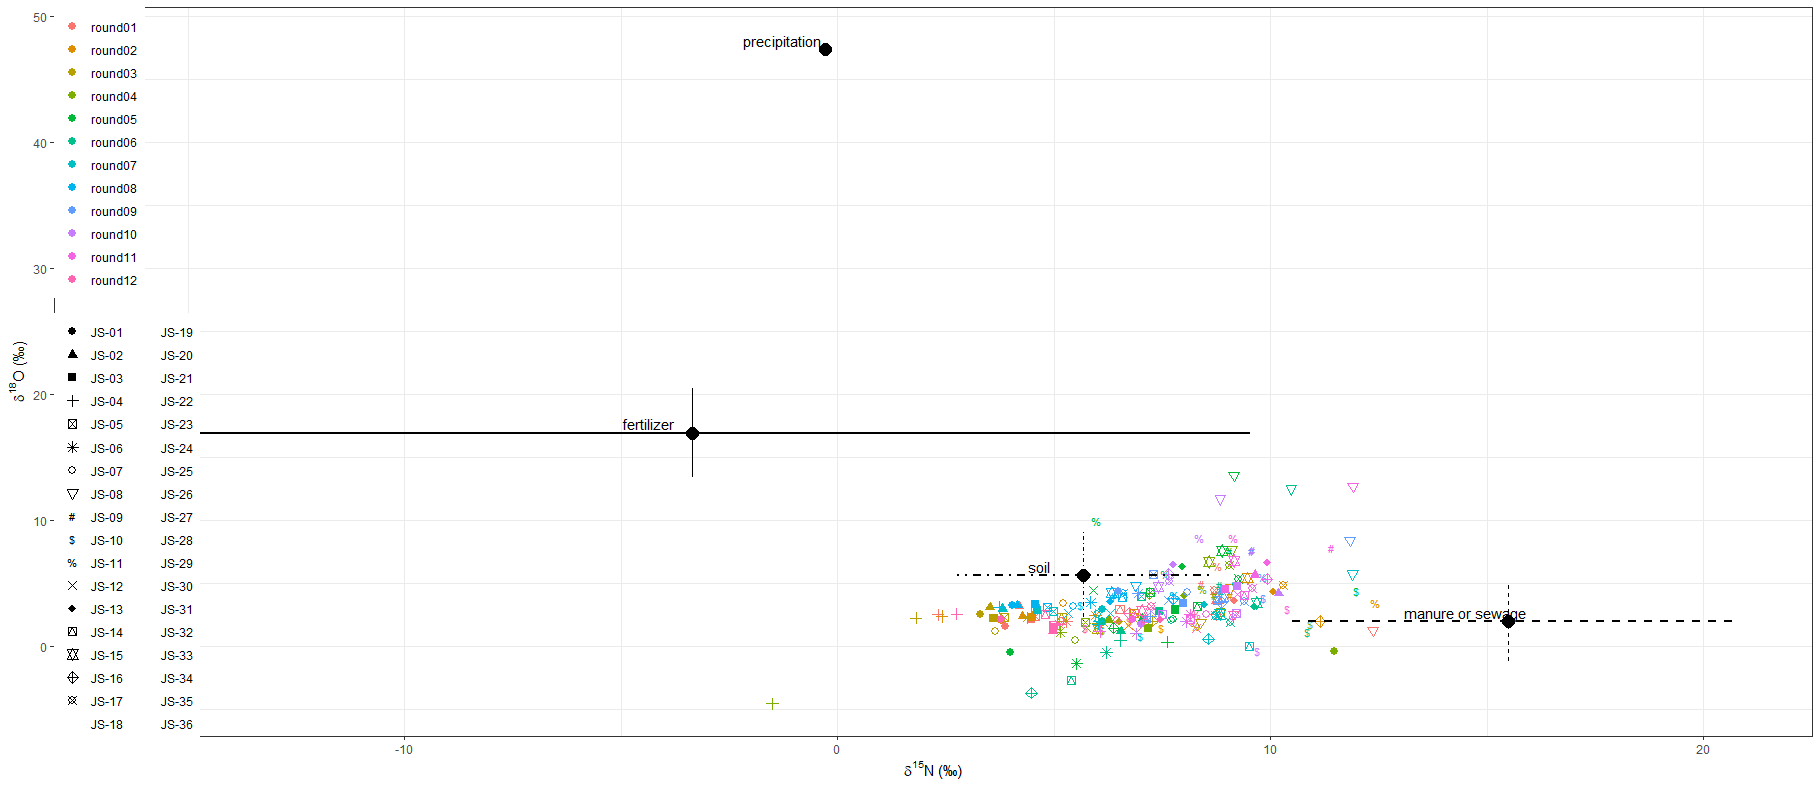 50
40
30
20
10
0
δ18O (‰)
round01
round02
round03
round04
round05
round06
round07
round08
round09
round10
round11
round12
JS-01 JS-19
JS-02 JS-20
JS-03 JS-21
JS-04 JS-22
JS-05 JS-23
JS-06 JS-24
JS-07 JS-25
JS-08 JS-26
# JS-09 JS-27
$ JS-10 JS-28
% JS-11 JS-29
JS-12 JS-30
JS-13 JS-31
JS-14 JS-32
JS-15 JS-33
JS-16 JS-34
JS-17 JS-35
JS-18 JS-36
precipitation
fertilizer
soil
manure or sewage
-10 0 10 20
δ15N (‰)